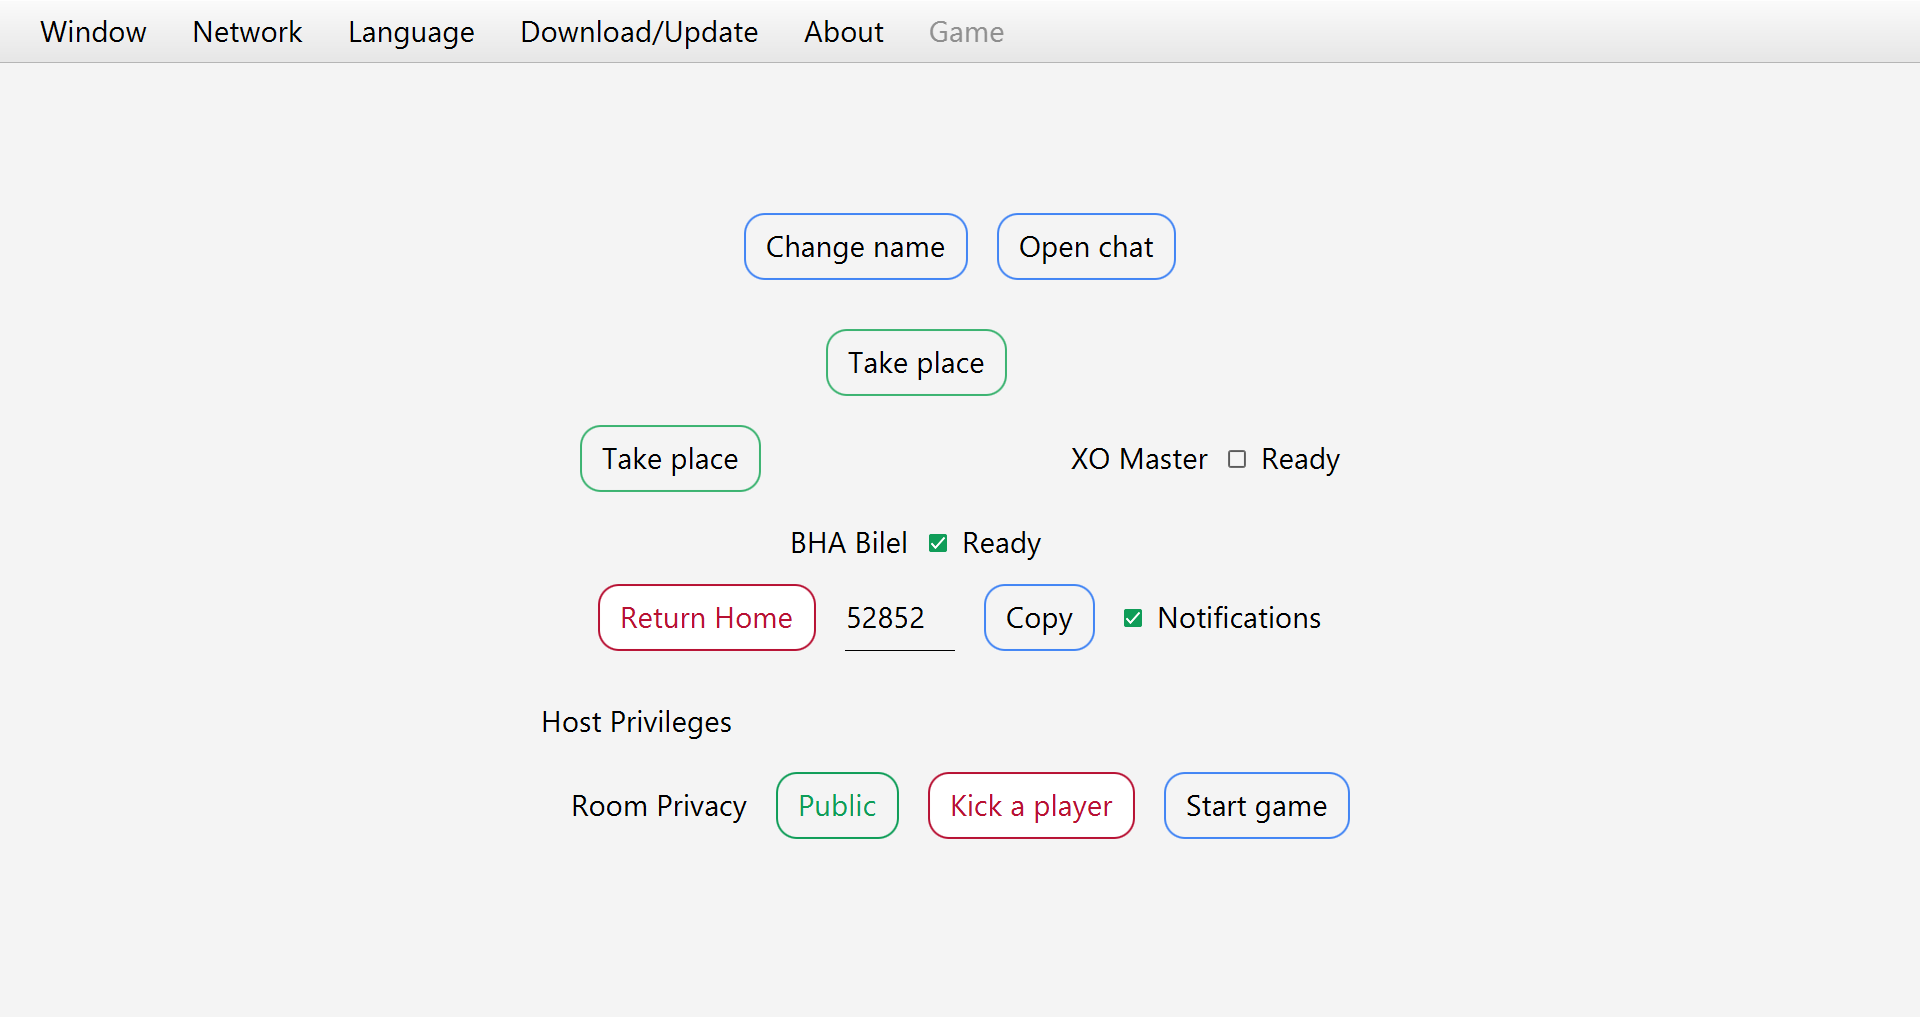 Window Network Language Download/Update About Game
Change name Open chat
Take place
Take place XO Master Ready
BHA Bilel Ready
Return Home 52852 Copy Notifications
Host Privileges
Room Privacy Public Kick a player Start game